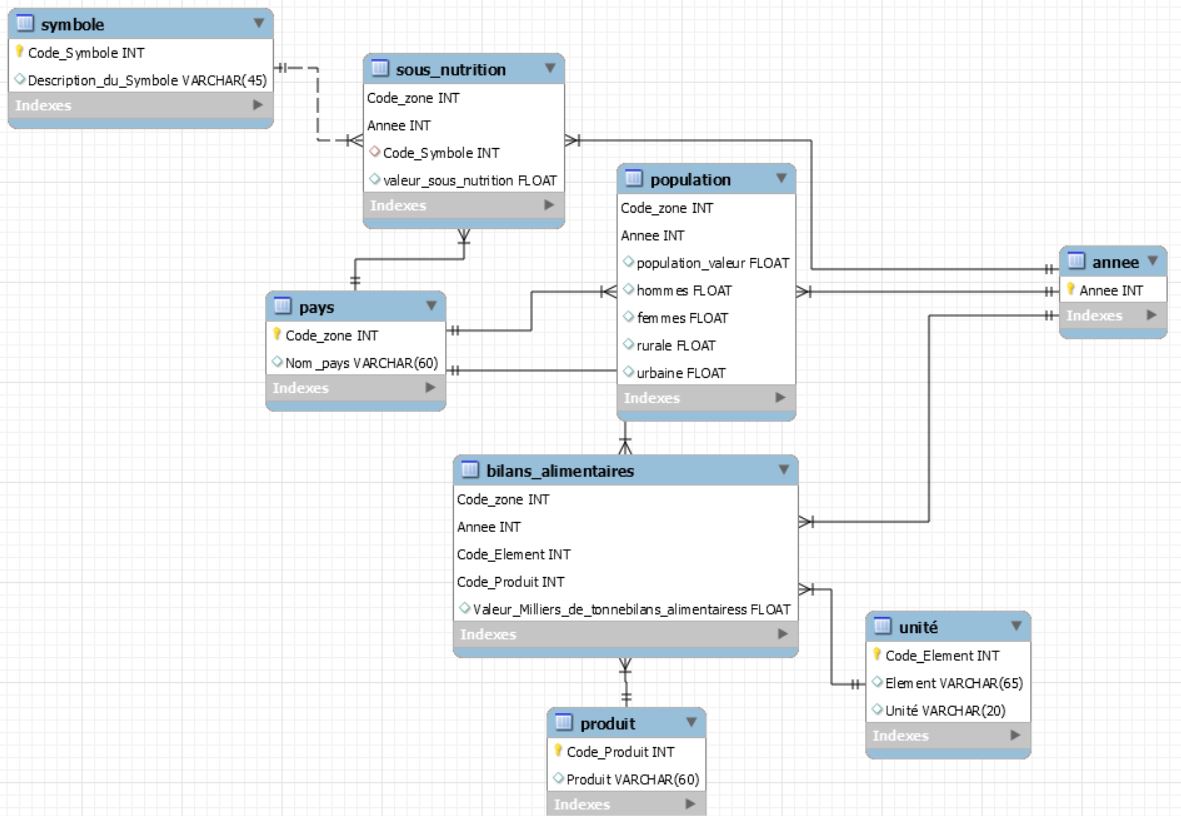 symbole
Code_Symbole INT
Description_du_Symbole VARCHAR(45)
Indexes
sous_nutrition
Code_zone INT
Annee INT
Code_Symbole INT
valeur_sous_nutrition FLOAT
Indexes
population
Code_zone INT
Annee INT
population_valeur FLOAT
hommes FLOAT
femmes FLOAT
rurale FLOAT
urbaine FLOAT
Indexes
annee
Annee INT
Indexes
pays
Code_zone INT
Nom _pays VARCHAR(60)
Indexes
bilans_alimentaires
Code_zone INT
Annee INT
Code_Element INT
Code_Produit INT
Valeur_Milliers_de_tonnebilans_alimentairess FLOAT
Indexes
unité
Code_Element INT
Element VARCHAR(65)
Unité VARCHAR(20)
Indexes
produit
Code_Produit INT
Produit VARCHAR(60)
Indexes